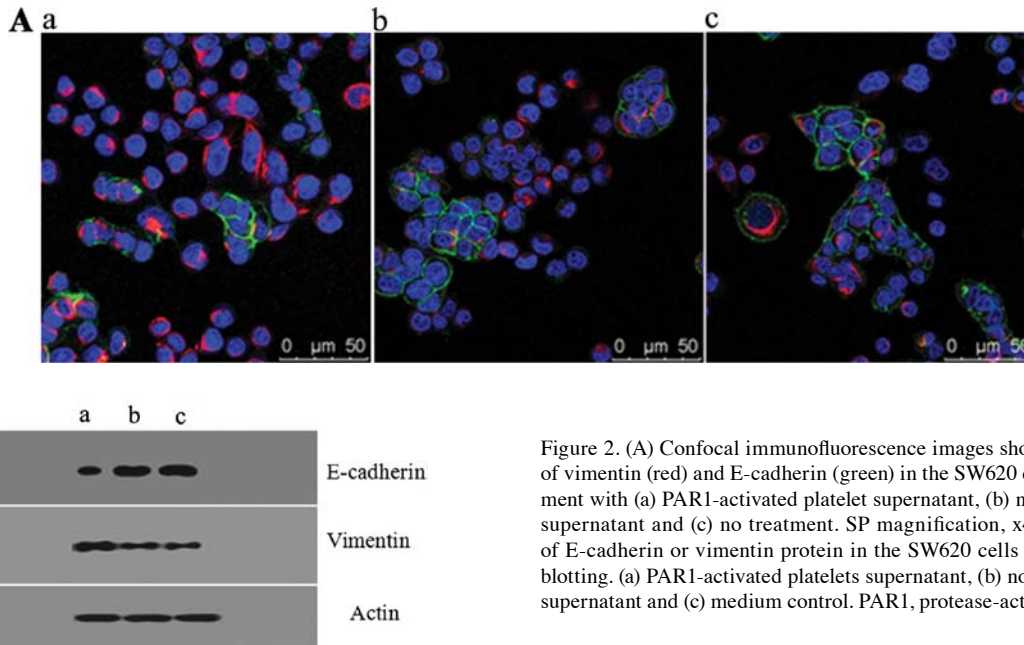 A a
b
c
0 µm 50
0 µm 50
0 µm 50
a b c
E-cadherin
Vimentin
Actin
Figure 2. (A) Confocal immunofluorescence images sho
of vimentin (red) and E-cadherin (green) in the SW620
ment with (a) PAR1-activated platelet supernatant, (b) n
supernatant and (c) no treatment. SP magnification, x
of E-cadherin or vimentin protein in the SW620 cells
blotting. (a) PAR1-activated platelets supernatant, (b) no
supernatant and (c) medium control. PAR1, protease-act